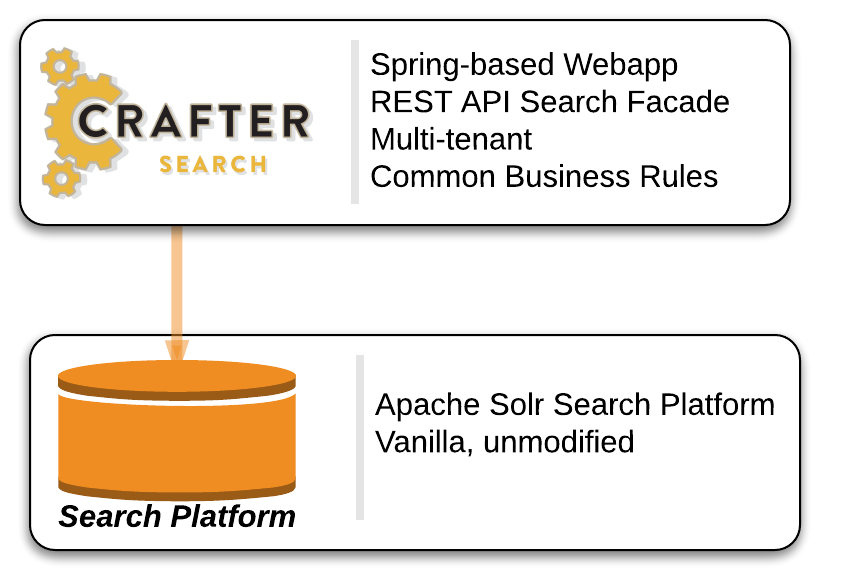 CRAFTER
SEARCH
Spring-based Webapp
REST API Search Facade
Multi-tenant
Common Business Rules
Search Platform
Apache Solr Search Platform
Vanilla, unmodified